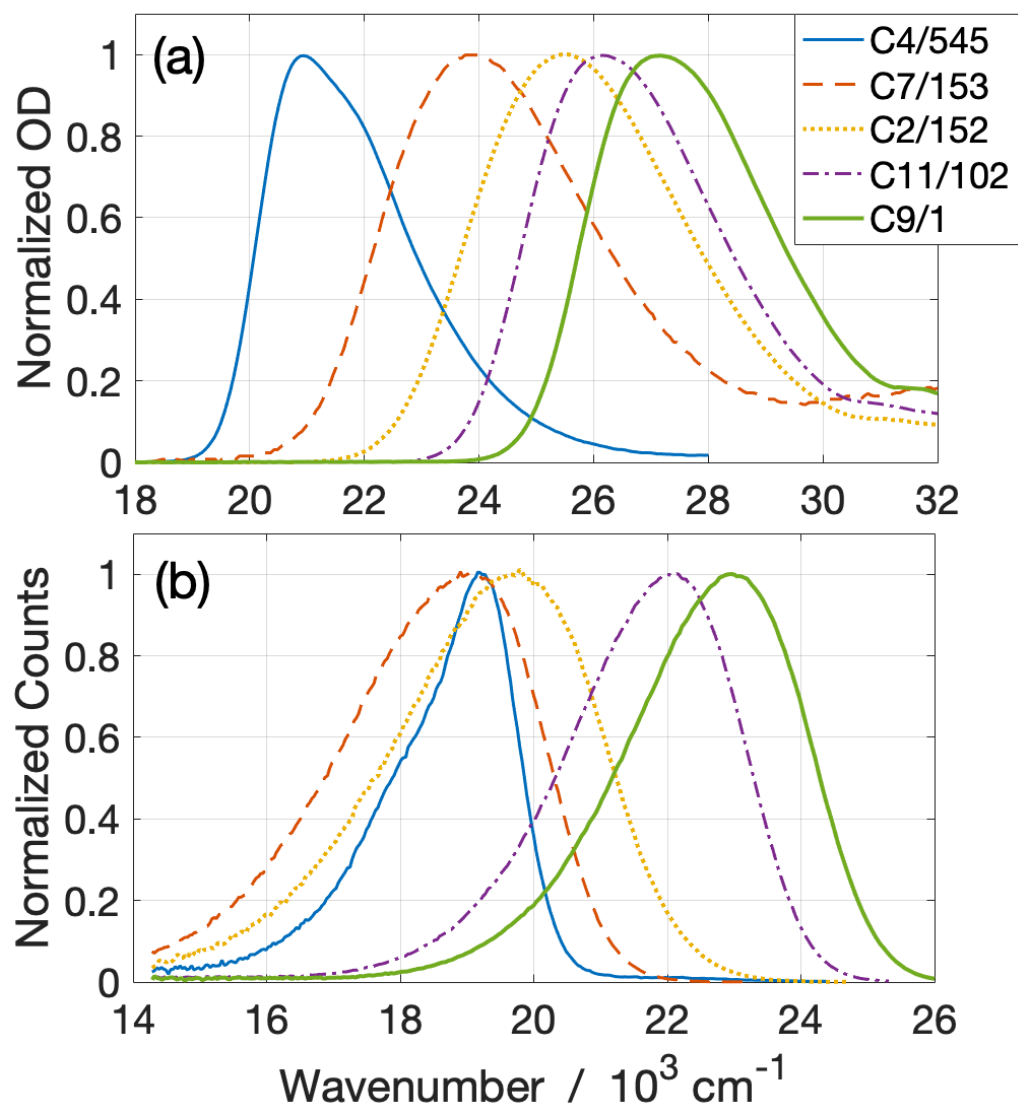 (a)
C4/545
C7/153
C2/152
C11/102
C9/1
Normalized OD
1
0.8
0.6
0.4
0.2
0
18 20 22 24 26 28 30 32
(b)
Normalized Counts
1
0.8
0.6
0.4
0.2
0
14 16 18 20 22 24 26
Wavenumber / 10³ cm⁻¹